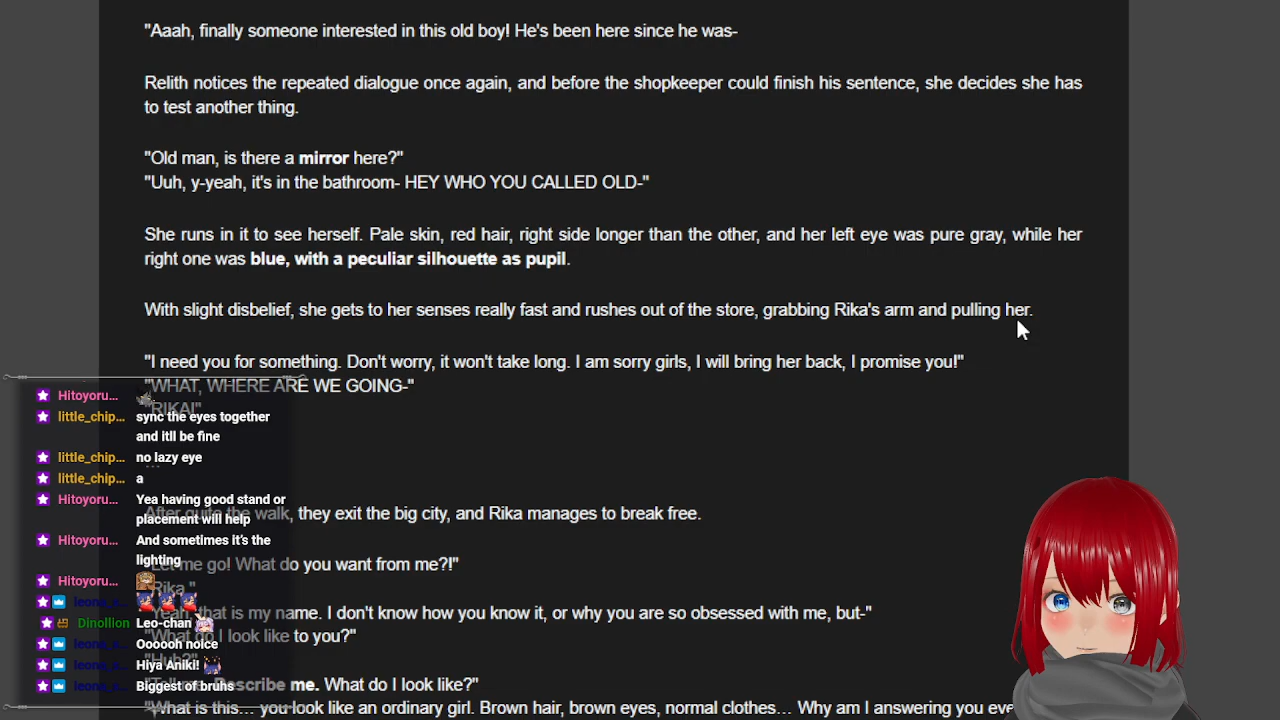 "Aaah, finally someone interested in this old boy! He's been here since he was-
Relith notices the repeated dialogue once again, and before the shopkeeper could finish his sentence, she decides she has
to test another thing.
"Old man, is there a mirror here?"
"Uuh, y-yeah, it's in the bathroom- HEY WHO YOU CALLED OLD-"
She runs in it to see herself. Pale skin, red hair, right side longer than the other, and her left eye was pure gray, while her
right one was blue, with a peculiar silhouette as pupil.
With slight disbelief, she gets to her senses really fast and rushes out of the store, grabbing Rika's arm and pulling her.
"I need you for something. Don't worry, it won't take long. I am sorry girls, I will bring her back, I promise you!"
"WHAT, WHERE ARE WE GOING-"
"RIKA!"
...
After quite the walk, they exit the big city, and Rika manages to break free.
"Let me go! What do you want from me?!"
"Rika."
"Yeah, that is my name. I don't know how you know it, or why you are so obsessed with me, but-"
"What do I look like to you?"
"Huh?"
Describe me. What do I look like?"
"What is this... you look like an ordinary girl. Brown hair, brown eyes, normal clothes... Why am I answering you
Hitoyoru...
little_chip... sync the eyes together
and itll be fine
little_chip... no lazy eye
little_chip... a
Hitoyoru... Yea having good stand or
placement will help
Hitoyoru... And sometimes it's the
lighting
Hitoyoru...
Dinollion Leo-chan
Oooooh noice
Hiya Aniki!
Biggest of bruhs